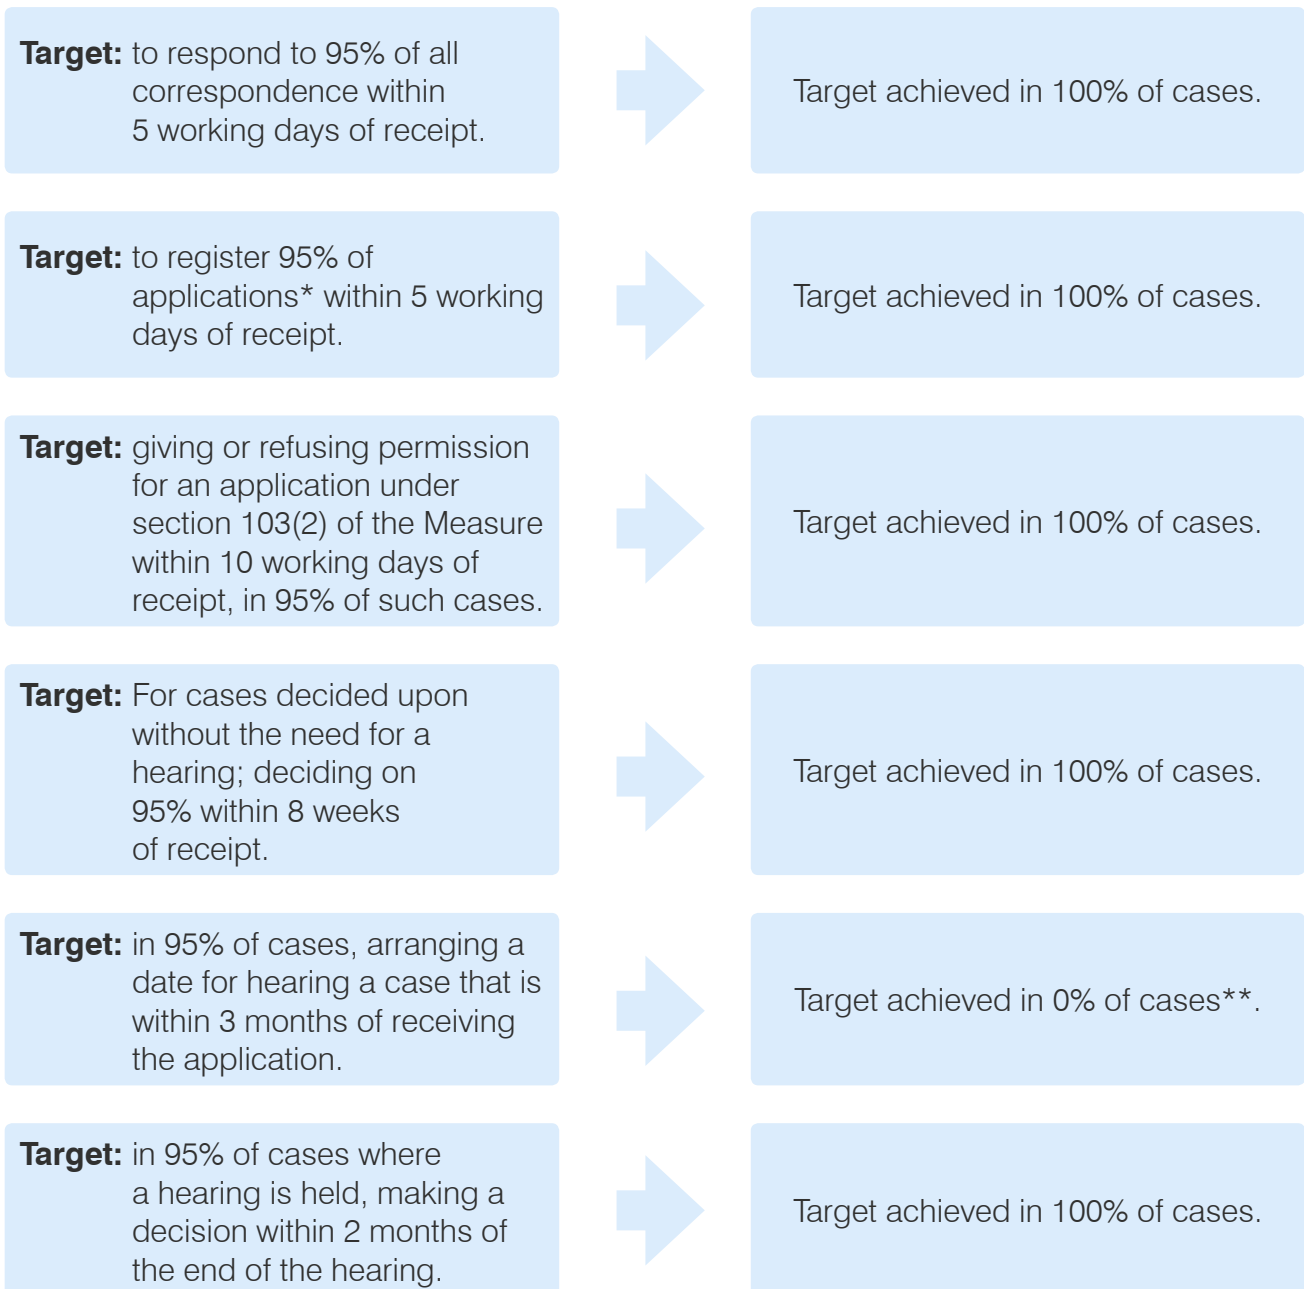 Target: to respond to 95% of all
correspondence within
5 working days of receipt.
Target achieved in 100% of cases.
Target: to register 95% of
applications* within 5 working
days of receipt.
Target achieved in 100% of cases.
Target: giving or refusing permission
for an application under
section 103(2) of the Measure
within 10 working days of
receipt, in 95% of such cases.
Target achieved in 100% of cases.
Target: For cases decided upon
without the need for a
hearing; deciding on
95% within 8 weeks
of receipt.
Target achieved in 100% of cases.
Target: in 95% of cases, arranging a
date for hearing a case that is
within 3 months of receiving
the application.
Target achieved in 0% of cases**.
Target: in 95% of cases where
a hearing is held, making a
decision within 2 months of
the end of the hearing.
Target achieved in 100% of cases.